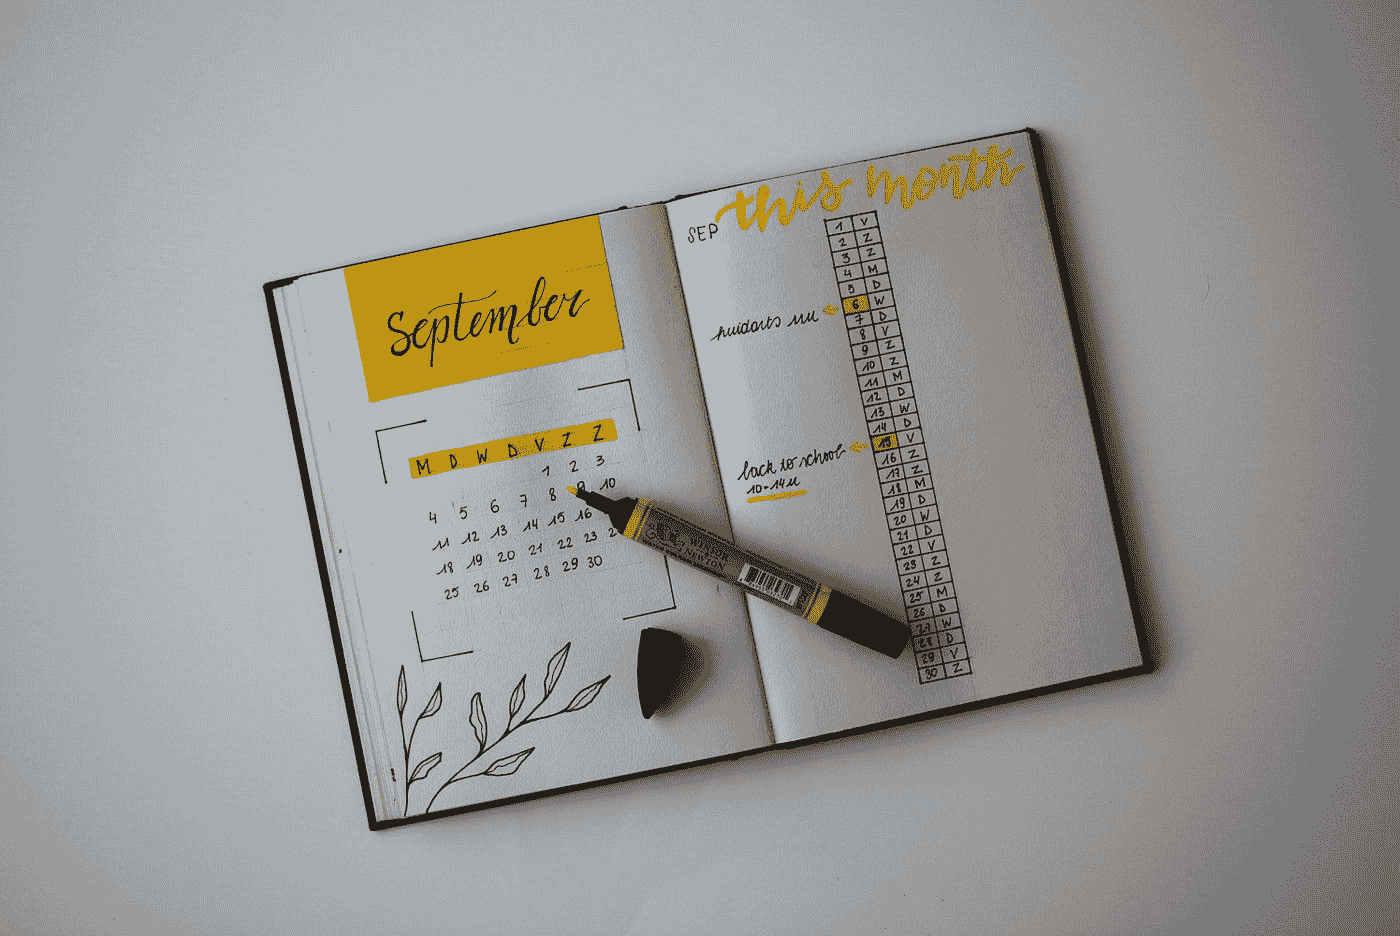 September
M D W D V Z Z
1 2 3
4 5 6 7 8 9 10
11 12 13 14 15 16
18 19 20 21 22 23
25 26 27 28 29 30
this month
SEP
1 V
2 Z
3 Z
4 M
5 D
6 W
7 D
8 V
9 Z
10 Z
11 M
12 D
13 W
14 D
15 V
16 Z
17 Z
18 M
19 D
20 W
21 D
22 V
23 Z
24 Z
25 M
26 D
27 W
28 D
29 V
30 Z
huidarts
back to school
10-14u
WINSOR
NEWTON